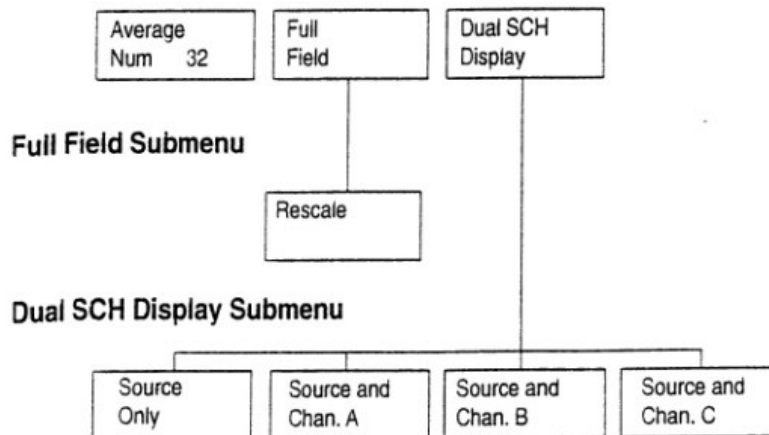 Average
Num 32
Full
Field
Dual SCH
Display
Full Field Submenu
Rescale
Dual SCH Display Submenu
Source
Only
Source and
Chan. A
Source and
Chan. B
Source and
Chan. C